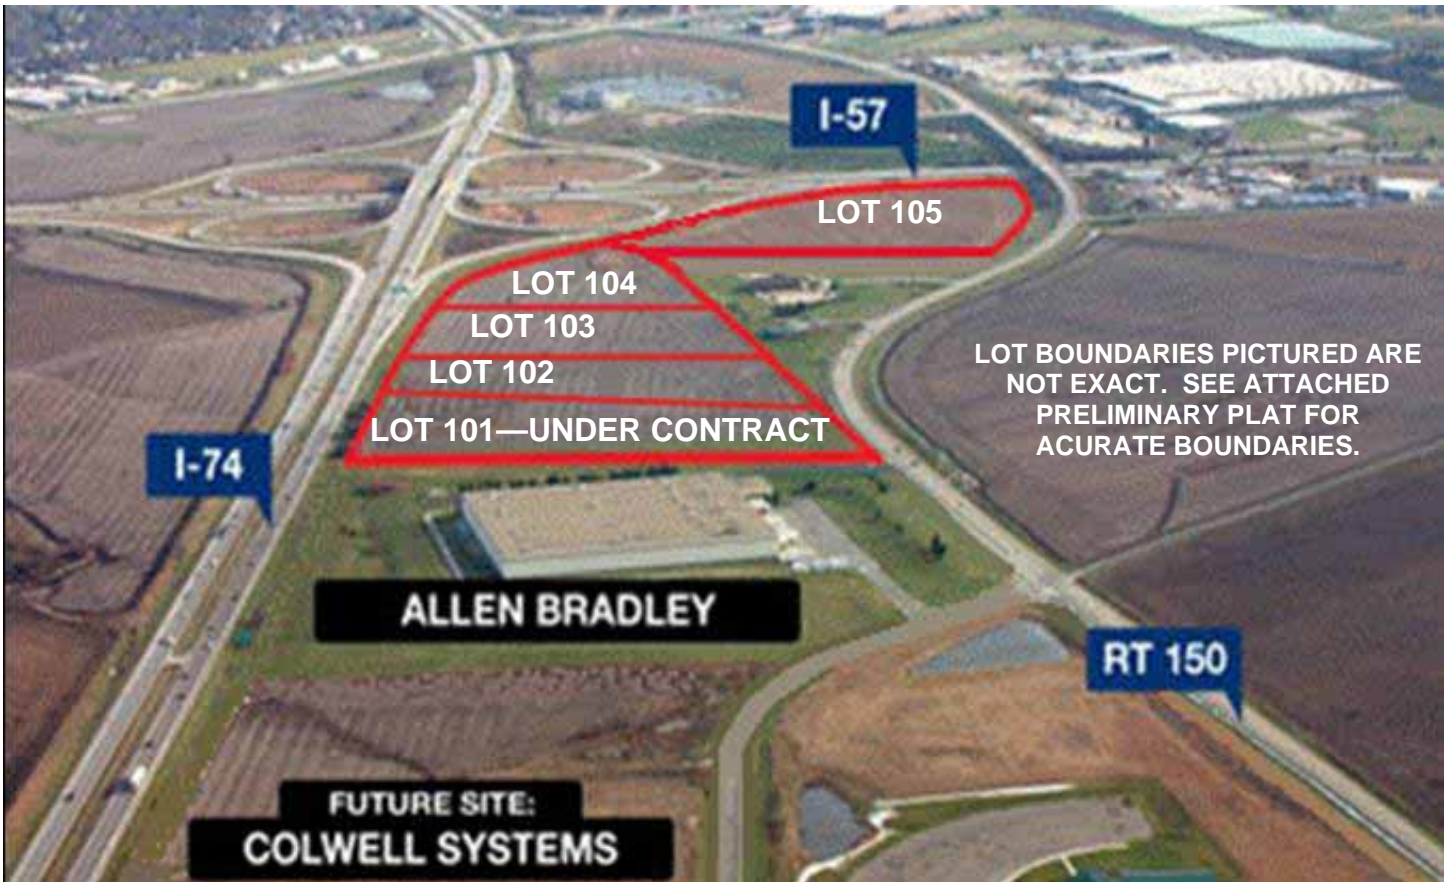 I-57
LOT 105
LOT 104
LOT 103
LOT 102
LOT 101—UNDER CONTRACT
LOT BOUNDARIES PICTURED ARE
NOT EXACT.  SEE ATTACHED
PRELIMINARY PLAT FOR
ACURATE BOUNDARIES.
I-74
ALLEN BRADLEY
RT 150
FUTURE SITE:
COLWELL SYSTEMS